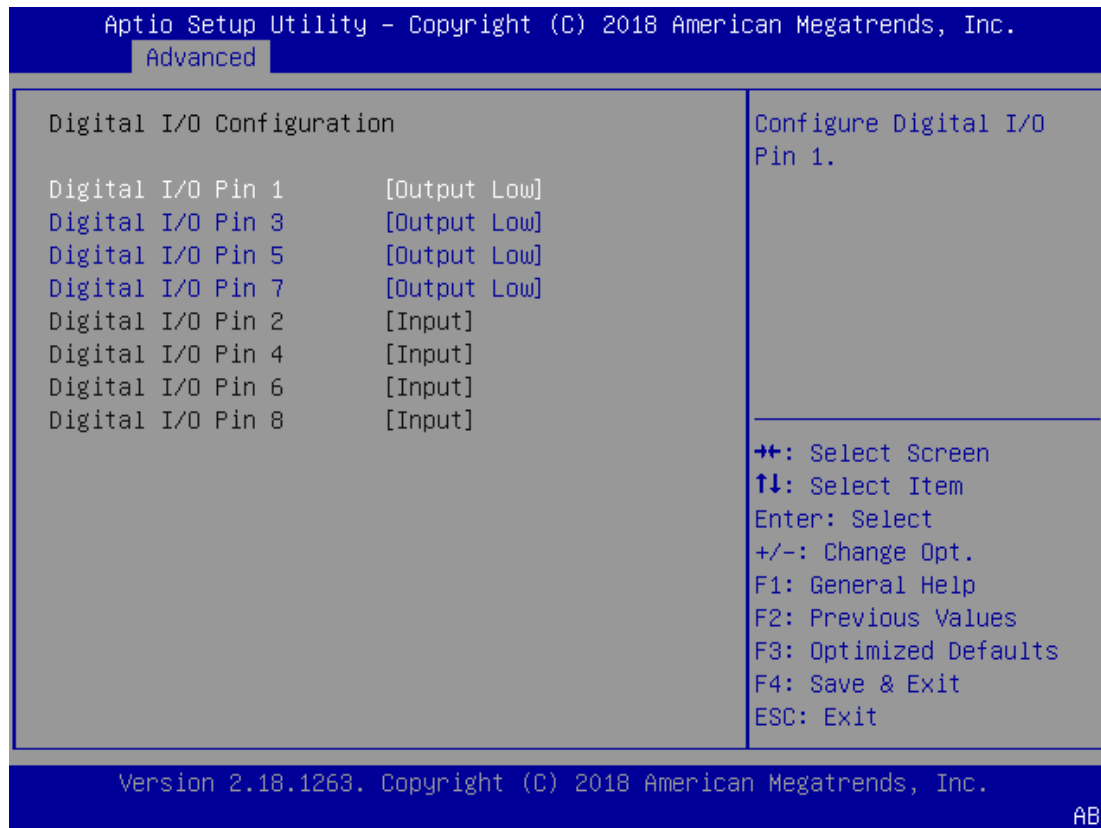 Aptio Setup Utility – Copyright (C) 2018 American Megatrends, Inc.
Advanced
Digital I/O Configuration
Digital I/O Pin 1 [Output Low]
Digital I/O Pin 3 [Output Low]
Digital I/O Pin 5 [Output Low]
Digital I/O Pin 7 [Output Low]
Digital I/O Pin 2 [Input]
Digital I/O Pin 4 [Input]
Digital I/O Pin 6 [Input]
Digital I/O Pin 8 [Input]
Configure Digital I/O
Pin 1.
→←: Select Screen
↑↓: Select Item
Enter: Select
+/-: Change Opt.
F1: General Help
F2: Previous Values
F3: Optimized Defaults
F4: Save & Exit
ESC: Exit
Version 2.18.1263. Copyright (C) 2018 American Megatrends, Inc.
AB